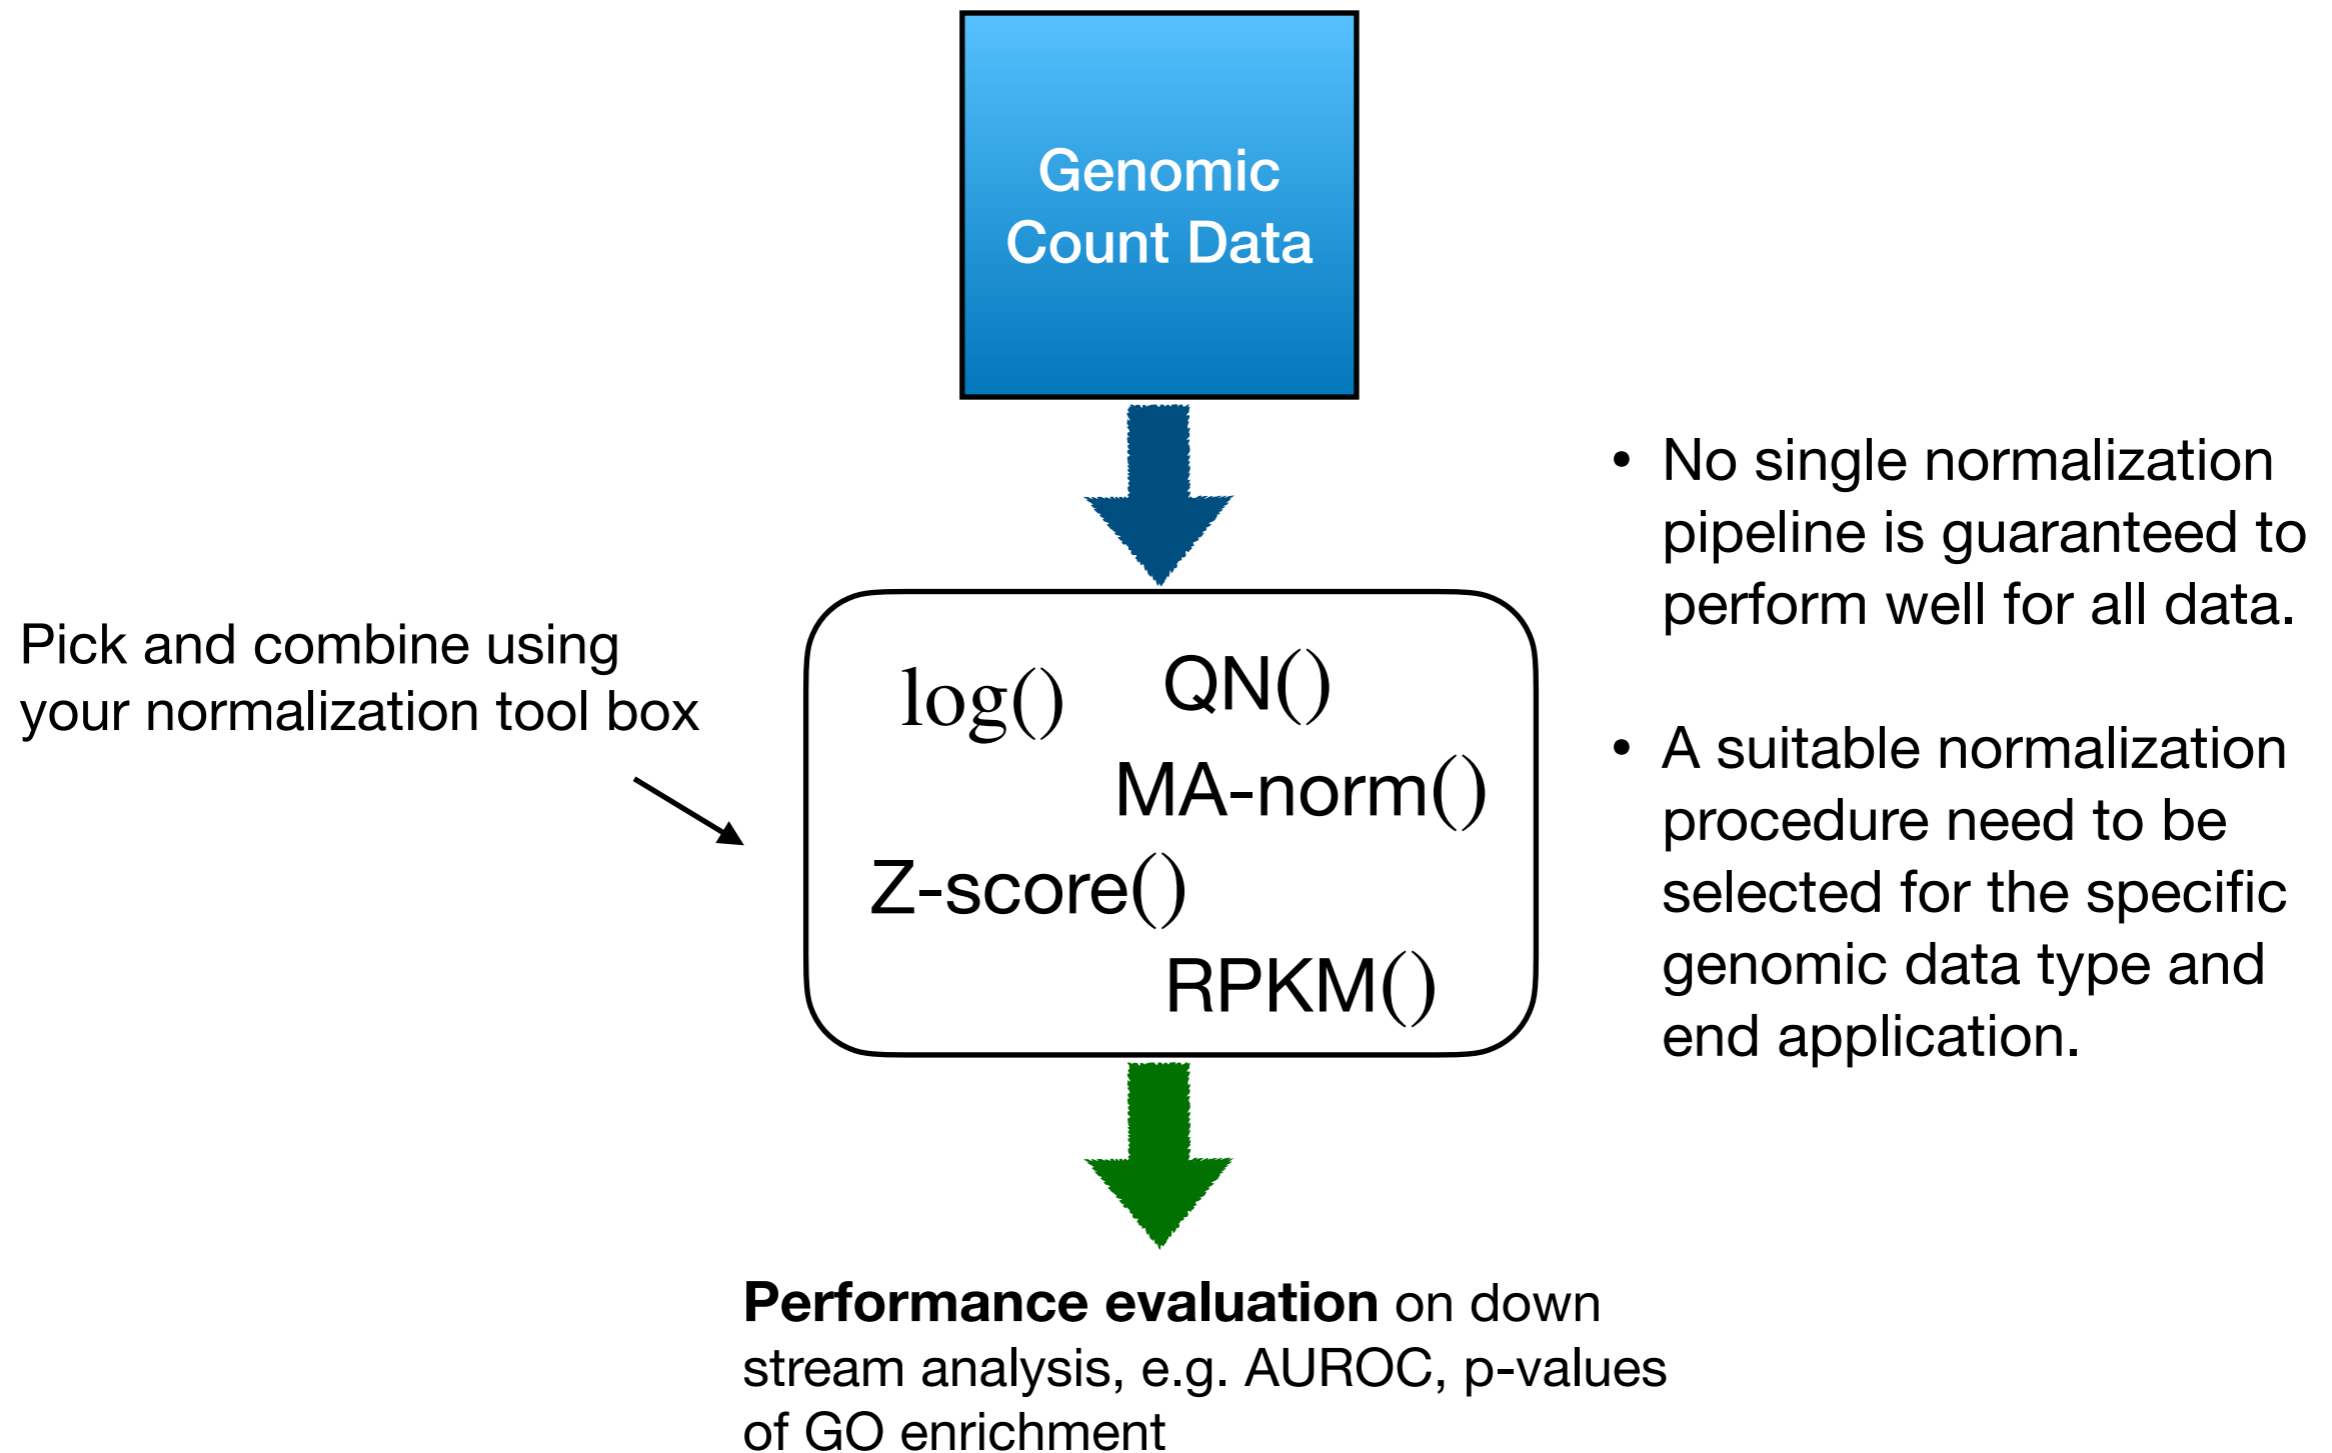 Genomic
Count Data
Pick and combine using
your normalization tool box
log()
QN()
MA-norm()
Z-score()
RPKM()
• No single normalization
pipeline is guaranteed to
perform well for all data.
• A suitable normalization
procedure need to be
selected for the specific
genomic data type and
end application.
Performance evaluation on down
stream analysis, e.g. AUROC, p-values
of GO enrichment